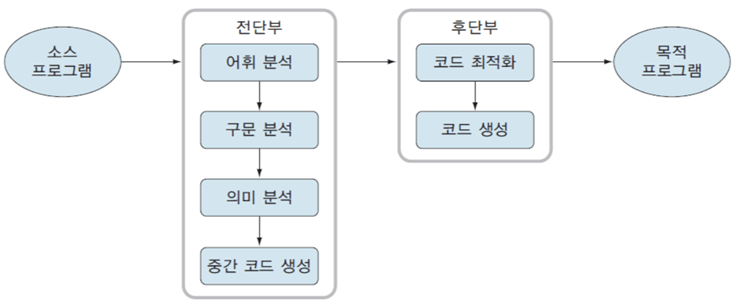 소스
프로그램
전단부
어휘 분석
구문 분석
의미 분석
중간 코드 생성
후단부
코드 최적화
코드 생성
목적
프로그램